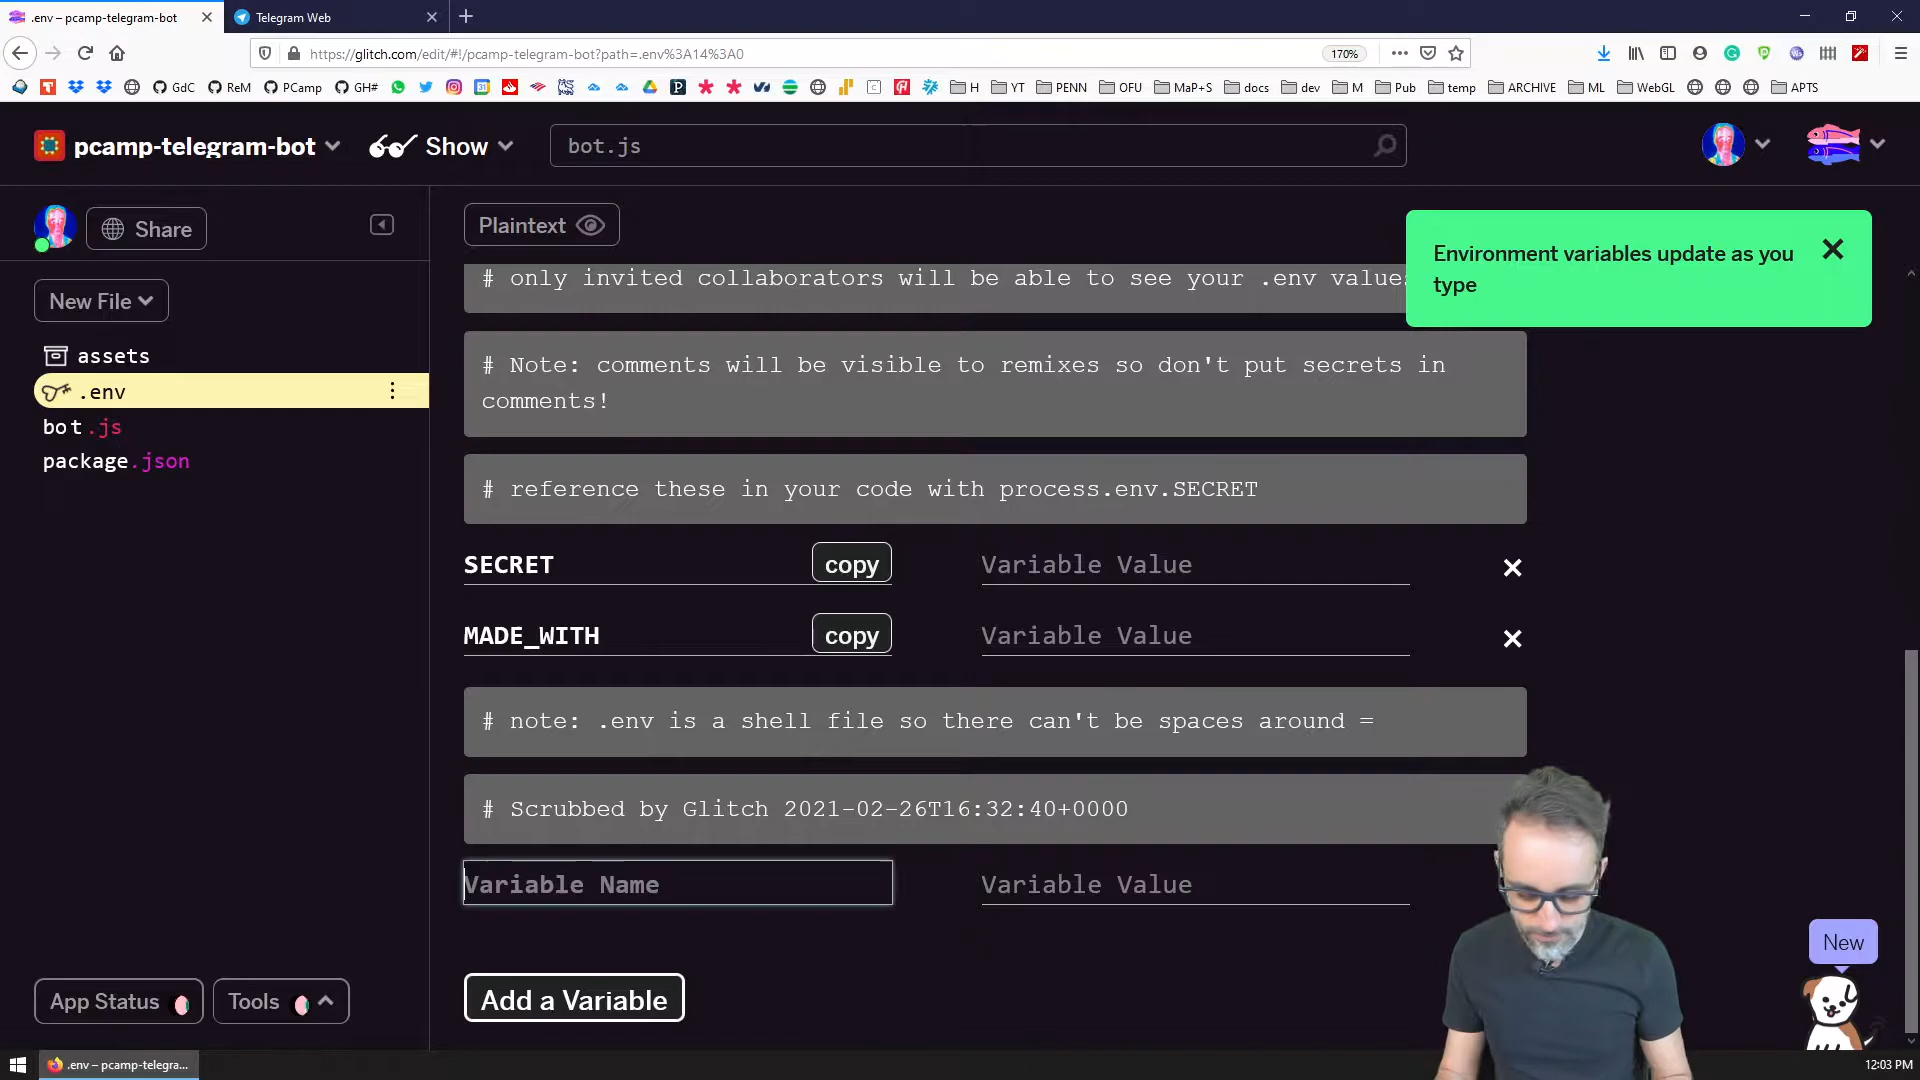 .env – pcamp-telegram-bot
Telegram Web
https://glitch.com/edit/#!/pcamp-telegram-bot?path=.env%3A14%3A0
170%
GdC
ReM
PCamp
GH#
H
YT
PENN
OFU
MaP+S
docs
dev
M
Pub
temp
ARCHIVE
ML
WebGL
APTS
pcamp-telegram-bot
Show
bot.js
Share
Plaintext
Environment variables update as you
type
New File
assets
.env
bot.js
package.json
# only invited collaborators will be able to see your .env values
# Note: comments will be visible to remixes so don't put secrets in
comments!
# reference these in your code with process.env.SECRET
SECRET
copy
Variable Value
MADE_WITH
copy
Variable Value
# note: .env is a shell file so there can't be spaces around =
# Scrubbed by Glitch 2021-02-26T16:32:40+0000
Variable Name
Variable Value
New
App Status
Tools
Add a Variable
.env – pcamp-telegra...
12:03 PM